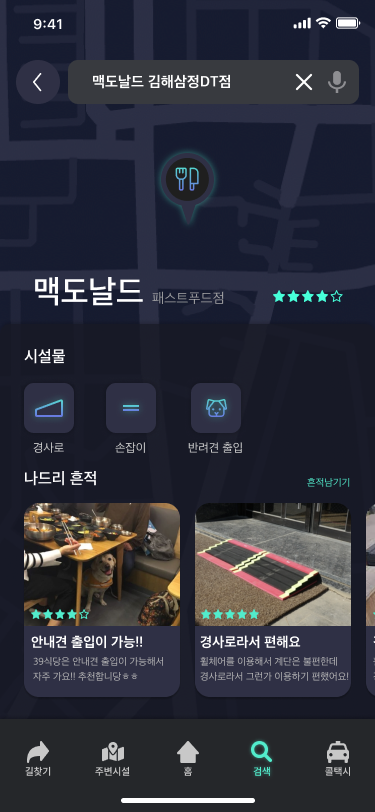 9:41
맥도날드 김해삼정DT점
맥도날드 패스트푸드점
시설물
경사로 손잡이 반려견 출입
나드리 흔적 흔적남기기
안내견 출입이 가능!!
39식당은 안내견 출입이 가능해서
자주 가요!! 추천합니당ㅎㅎ
경사로라서 편해요
휠체어를 이용해서 계단은 불편한데
경사로라서 그런가 이용하기 편했어요!
길찾기 주변시설 홈 검색 콜택시